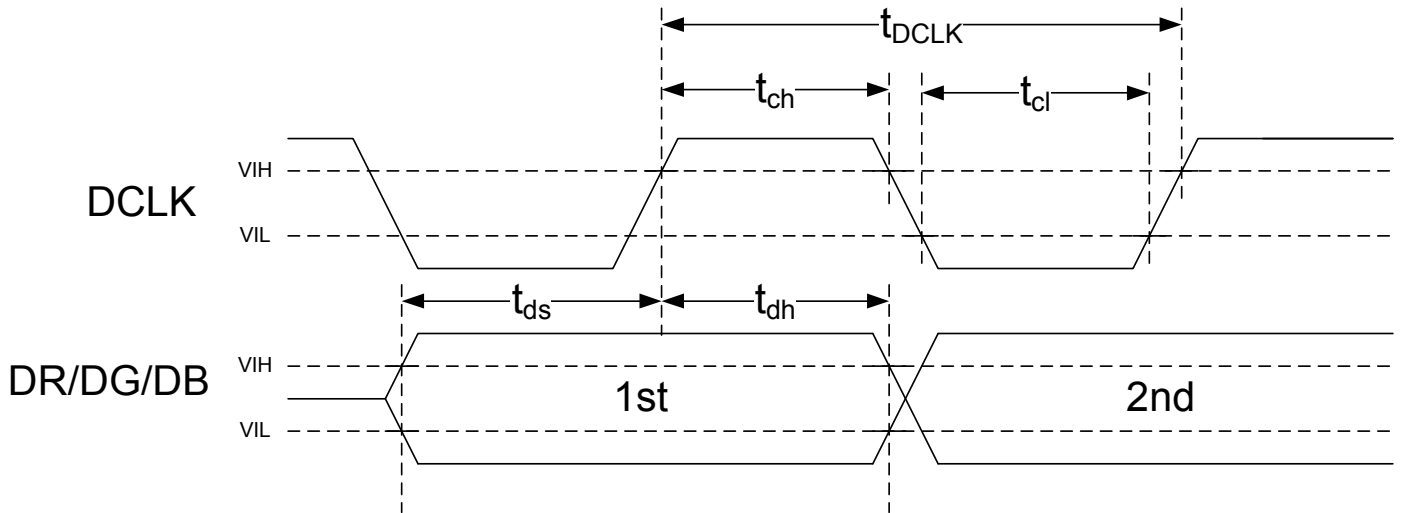 tDCLK
tch
tcl
VIH
DCLK
VIL
tds
tdh
VIH
DR/DG/DB
1st
2nd
VIL